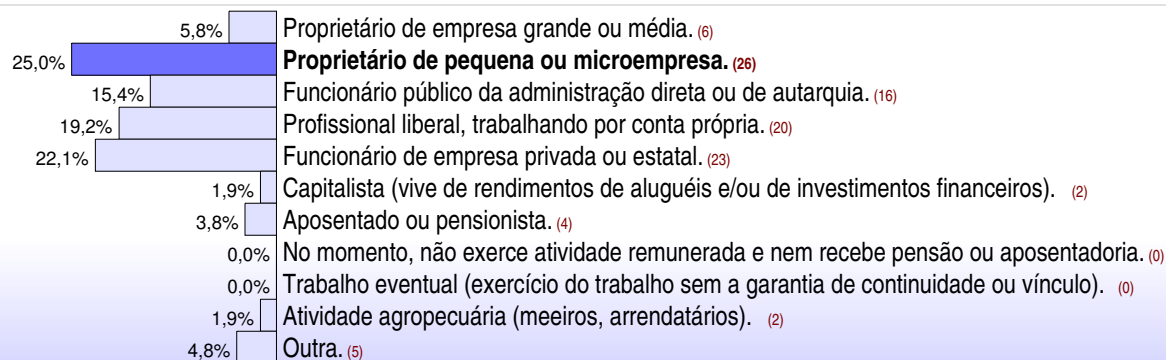 5,8% Proprietário de empresa grande ou média. (6)
25,0% Proprietário de pequena ou microempresa. (26)
15,4% Funcionário público da administração direta ou de autarquia. (16)
19,2% Profissional liberal, trabalhando por conta própria. (20)
22,1% Funcionário de empresa privada ou estatal. (23)
1,9% Capitalista (vive de rendimentos de aluguéis e/ou de investimentos financeiros). (2)
3,8% Aposentado ou pensionista. (4)
0,0% No momento, não exerce atividade remunerada e nem recebe pensão ou aposentadoria. (0)
0,0% Trabalho eventual (exercício do trabalho sem a garantia de continuidade ou vínculo). (0)
1,9% Atividade agropecuária (meeiros, arrendatários). (2)
4,8% Outra. (5)